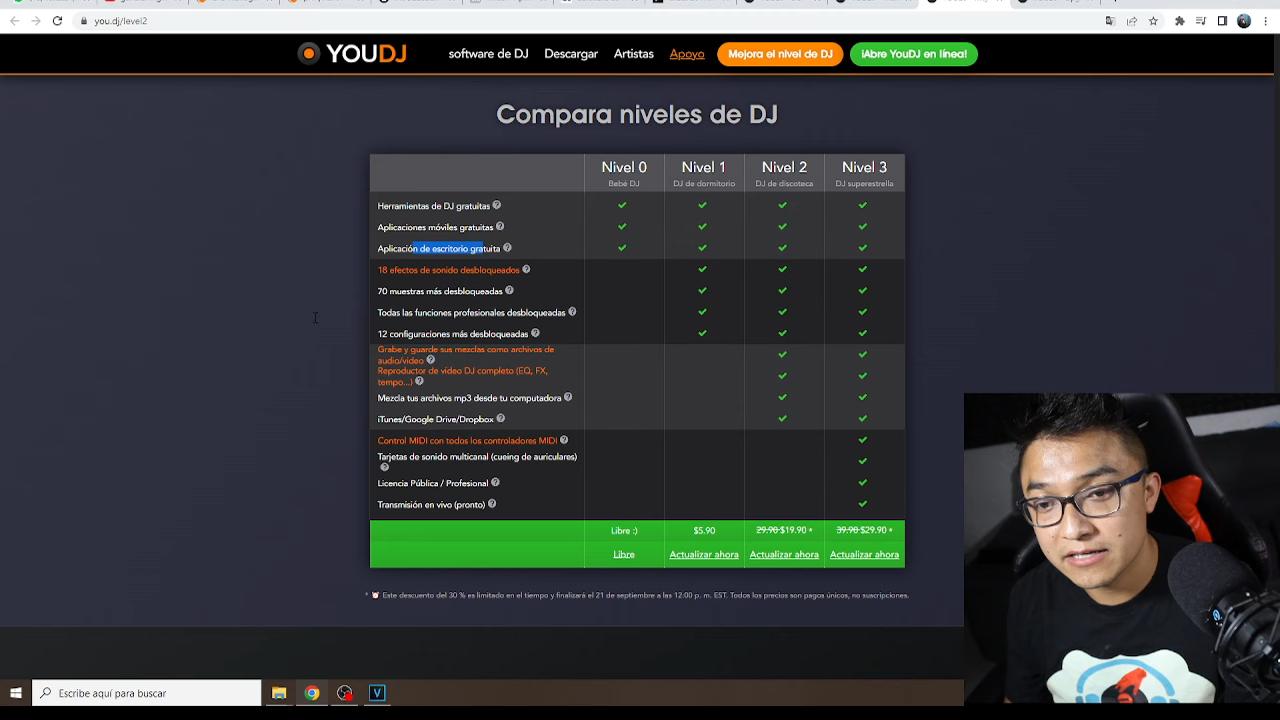 you.dj/level2
YOUDJ
software de DJ
Descargar
Artistas
Apoyo
Mejora el nivel de DJ
¡Abre YouDJ en línea!
Compara niveles de DJ
Nivel 0
Nivel 1
Nivel 2
Nivel 3
Bebé DJ
DJ de dormitorio
DJ de discoteca
DJ superestrella
Herramientas de DJ gratuitas
Aplicaciones móviles gratuitas
Aplicación de escritorio gratuita
18 efectos de sonido desbloqueados
70 muestras más desbloqueadas
Todas las funciones profesionales desbloqueadas
12 configuraciones más desbloqueadas
Grabe y guarde sus mezclas como archivos de
audio/video
Reproductor de video DJ completo (EQ, FX,
tempo...)
Mezcla tus archivos mp3 desde tu computadora
iTunes/Google Drive/Dropbox
Control MIDI con todos los controladores MIDI
Tarjetas de sonido multicanal (cueing de auriculares)
Licencia Pública / Profesional
Transmisión en vivo (pronto)
Libre :)
$5.90
29.90 $19.90 *
39.90 $29.90 *
Libre
Actualizar ahora
Actualizar ahora
Actualizar ahora
* Este descuento del 30 % es limitado en el tiempo y finalizará el 21 de septiembre a las 12:00 p. m. EST. Todos los precios son pagos únicos, no suscripciones.
Escribe aquí para buscar
V